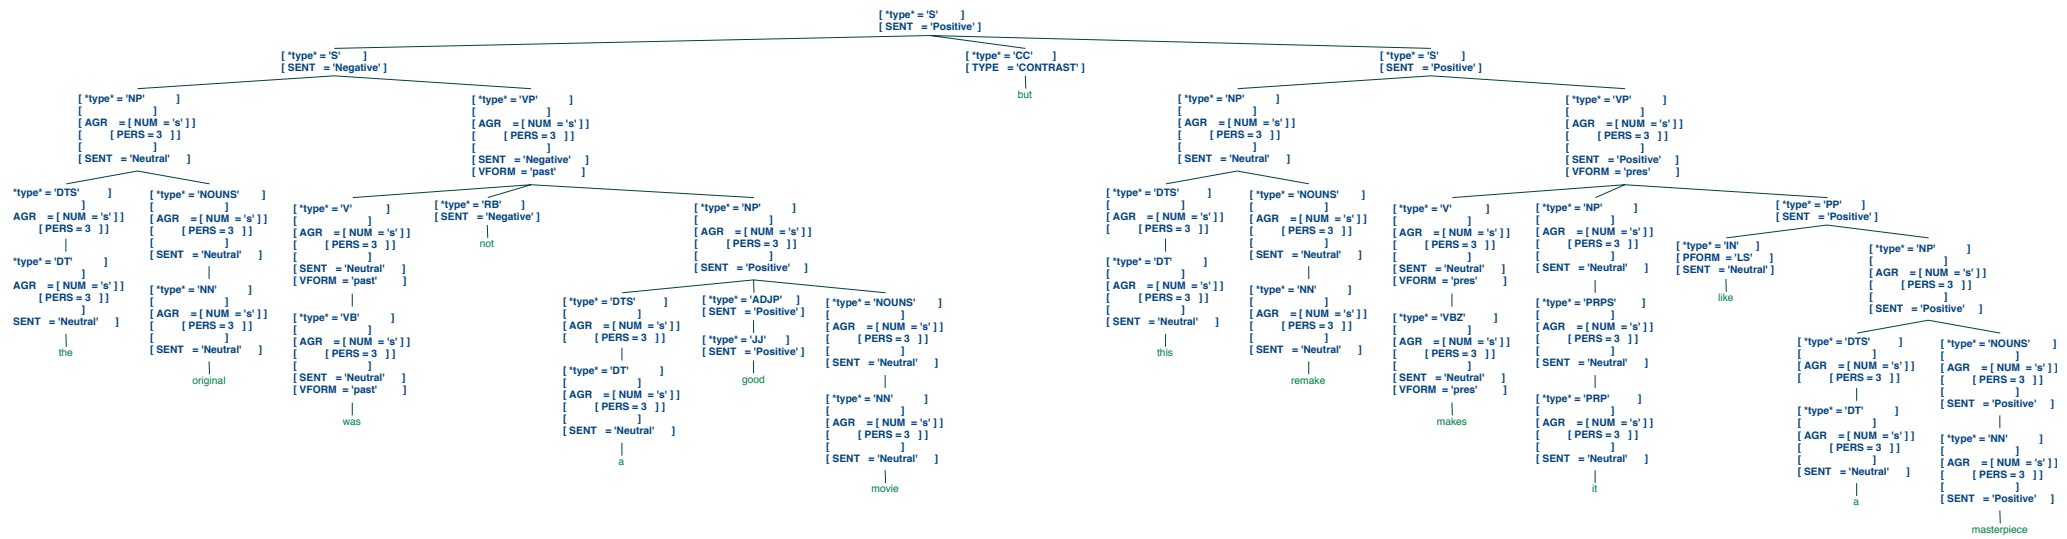 [ *type* = 'S' ]
[ SENT = 'Positive' ]
[ *type* = 'S' ]
[ SENT = 'Negative' ]
[ *type* = 'NP' ]
[ ]
[ AGR = [ NUM = 's' ] ]
[ [ PERS = 3 ] ]
[ ]
[ SENT = 'Neutral' ]
*type* = 'DTS' ]
]
AGR = [ NUM = 's' ] ]
[ PERS = 3 ] ]
*type* = 'DT' ]
]
AGR = [ NUM = 's' ] ]
[ PERS = 3 ] ]
]
SENT = 'Neutral' ]
the
[ *type* = 'NOUNS' ]
[ ]
[ AGR = [ NUM = 's' ] ]
[ [ PERS = 3 ] ]
[ ]
[ SENT = 'Neutral' ]
[ *type* = 'NN' ]
[ ]
[ AGR = [ NUM = 's' ] ]
[ [ PERS = 3 ] ]
[ ]
[ SENT = 'Neutral' ]
original
[ *type* = 'VP' ]
[ ]
[ AGR = [ NUM = 's' ] ]
[ [ PERS = 3 ] ]
[ ]
[ SENT = 'Negative' ]
[ VFORM = 'past' ]
[ *type* = 'V' ]
[ ]
[ AGR = [ NUM = 's' ] ]
[ [ PERS = 3 ] ]
[ ]
[ SENT = 'Neutral' ]
[ VFORM = 'past' ]
[ *type* = 'VB' ]
[ ]
[ AGR = [ NUM = 's' ] ]
[ [ PERS = 3 ] ]
[ ]
[ SENT = 'Neutral' ]
[ VFORM = 'past' ]
was
[ *type* = 'RB' ]
[ SENT = 'Negative' ]
not
[ *type* = 'NP' ]
[ ]
[ AGR = [ NUM = 's' ] ]
[ [ PERS = 3 ] ]
[ ]
[ SENT = 'Positive' ]
[ *type* = 'DTS' ]
[ ]
[ AGR = [ NUM = 's' ] ]
[ [ PERS = 3 ] ]
[ *type* = 'DT' ]
[ ]
[ AGR = [ NUM = 's' ] ]
[ [ PERS = 3 ] ]
[ ]
[ SENT = 'Neutral' ]
a
[ *type* = 'ADJP' ]
[ SENT = 'Positive' ]
[ *type* = 'JJ' ]
[ SENT = 'Positive' ]
good
[ *type* = 'NOUNS' ]
[ ]
[ AGR = [ NUM = 's' ] ]
[ [ PERS = 3 ] ]
[ ]
[ SENT = 'Neutral' ]
[ *type* = 'NN' ]
[ ]
[ AGR = [ NUM = 's' ] ]
[ [ PERS = 3 ] ]
[ ]
[ SENT = 'Neutral' ]
movie
[ *type* = 'CC' ]
[ TYPE = 'CONTRAST' ]
but
[ *type* = 'S' ]
[ SENT = 'Positive' ]
[ *type* = 'NP' ]
[ ]
[ AGR = [ NUM = 's' ] ]
[ [ PERS = 3 ] ]
[ ]
[ SENT = 'Neutral' ]
[ *type* = 'DTS' ]
[ ]
[ AGR = [ NUM = 's' ] ]
[ [ PERS = 3 ] ]
[ *type* = 'DT' ]
[ ]
[ AGR = [ NUM = 's' ] ]
[ [ PERS = 3 ] ]
[ ]
[ SENT = 'Neutral' ]
this
[ *type* = 'NOUNS' ]
[ ]
[ AGR = [ NUM = 's' ] ]
[ [ PERS = 3 ] ]
[ ]
[ SENT = 'Neutral' ]
[ *type* = 'NN' ]
[ ]
[ AGR = [ NUM = 's' ] ]
[ [ PERS = 3 ] ]
[ ]
[ SENT = 'Neutral' ]
remake
[ *type* = 'VP' ]
[ ]
[ AGR = [ NUM = 's' ] ]
[ [ PERS = 3 ] ]
[ ]
[ SENT = 'Positive' ]
[ VFORM = 'pres' ]
[ *type* = 'V' ]
[ ]
[ AGR = [ NUM = 's' ] ]
[ [ PERS = 3 ] ]
[ ]
[ SENT = 'Neutral' ]
[ VFORM = 'pres' ]
[ *type* = 'VBZ' ]
[ ]
[ AGR = [ NUM = 's' ] ]
[ [ PERS = 3 ] ]
[ ]
[ SENT = 'Neutral' ]
[ VFORM = 'pres' ]
makes
[ *type* = 'NP' ]
[ ]
[ AGR = [ NUM = 's' ] ]
[ [ PERS = 3 ] ]
[ ]
[ SENT = 'Neutral' ]
[ *type* = 'PRPS' ]
[ ]
[ AGR = [ NUM = 's' ] ]
[ [ PERS = 3 ] ]
[ ]
[ SENT = 'Neutral' ]
[ *type* = 'PRP' ]
[ ]
[ AGR = [ NUM = 's' ] ]
[ [ PERS = 3 ] ]
[ ]
[ SENT = 'Neutral' ]
it
[ *type* = 'PP' ]
[ SENT = 'Positive' ]
[ *type* = 'IN' ]
[ PFORM = 'LS' ]
[ SENT = 'Neutral' ]
like
[ *type* = 'NP' ]
[ ]
[ AGR = [ NUM = 's' ] ]
[ [ PERS = 3 ] ]
[ ]
[ SENT = 'Positive' ]
[ *type* = 'DTS' ]
[ ]
[ AGR = [ NUM = 's' ] ]
[ [ PERS = 3 ] ]
[ *type* = 'DT' ]
[ ]
[ AGR = [ NUM = 's' ] ]
[ [ PERS = 3 ] ]
[ ]
[ SENT = 'Neutral' ]
a
[ *type* = 'NOUNS' ]
[ ]
[ AGR = [ NUM = 's' ] ]
[ [ PERS = 3 ] ]
[ ]
[ SENT = 'Positive' ]
[ *type* = 'NN' ]
[ ]
[ AGR = [ NUM = 's' ] ]
[ [ PERS = 3 ] ]
[ ]
[ SENT = 'Positive' ]
masterpiece